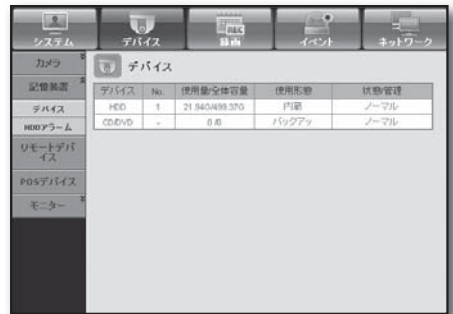 システム デバイス 録画 イベント ネットワーク
REC
カメラ
記憶装置
デバイス
HDDアラーム
リモートデバイス
POSデバイス
モニター
デバイス
デバイス No. 使用量/全体容量 使用形態 状態/管理
HDD 1 21.940/499.37G 内蔵 ノーマル
CD/DVD - 0 /0 バックアッ ノーマル